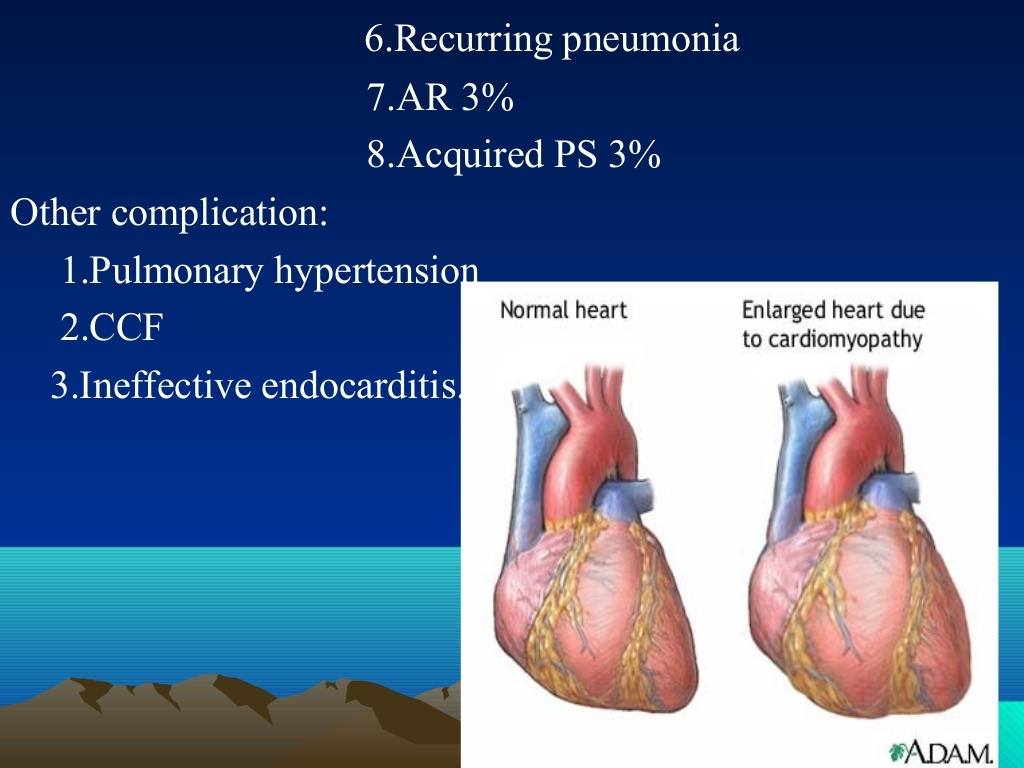 6.Recurring pneumonia
7.AR 3%
8.Acquired PS 3%
Other complication:
1.Pulmonary hypertension
2.CCF
3.Ineffective endocarditis.
Normal heart
Enlarged heart due
to cardiomyopathy
A.D.A.M.